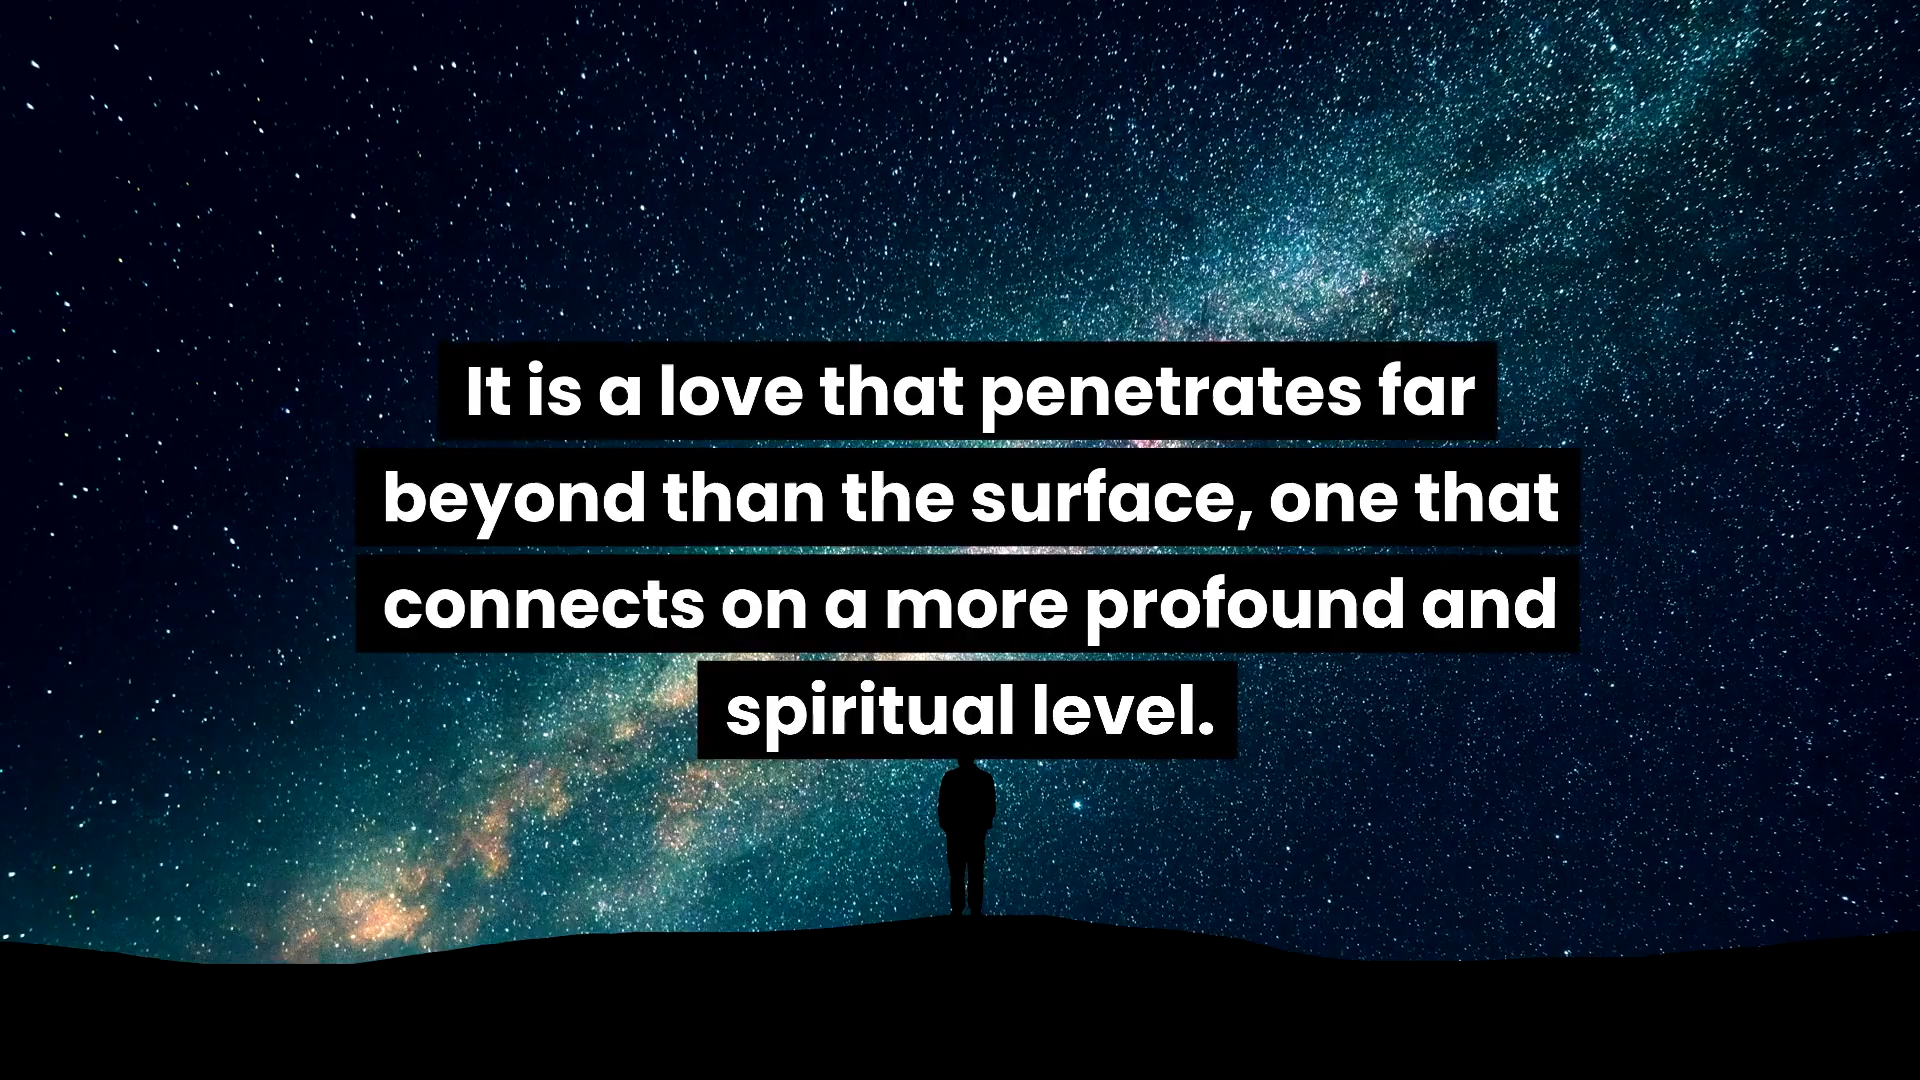 It is a love that penetrates far
beyond than the surface, one that
connects on a more profound and
spiritual level.